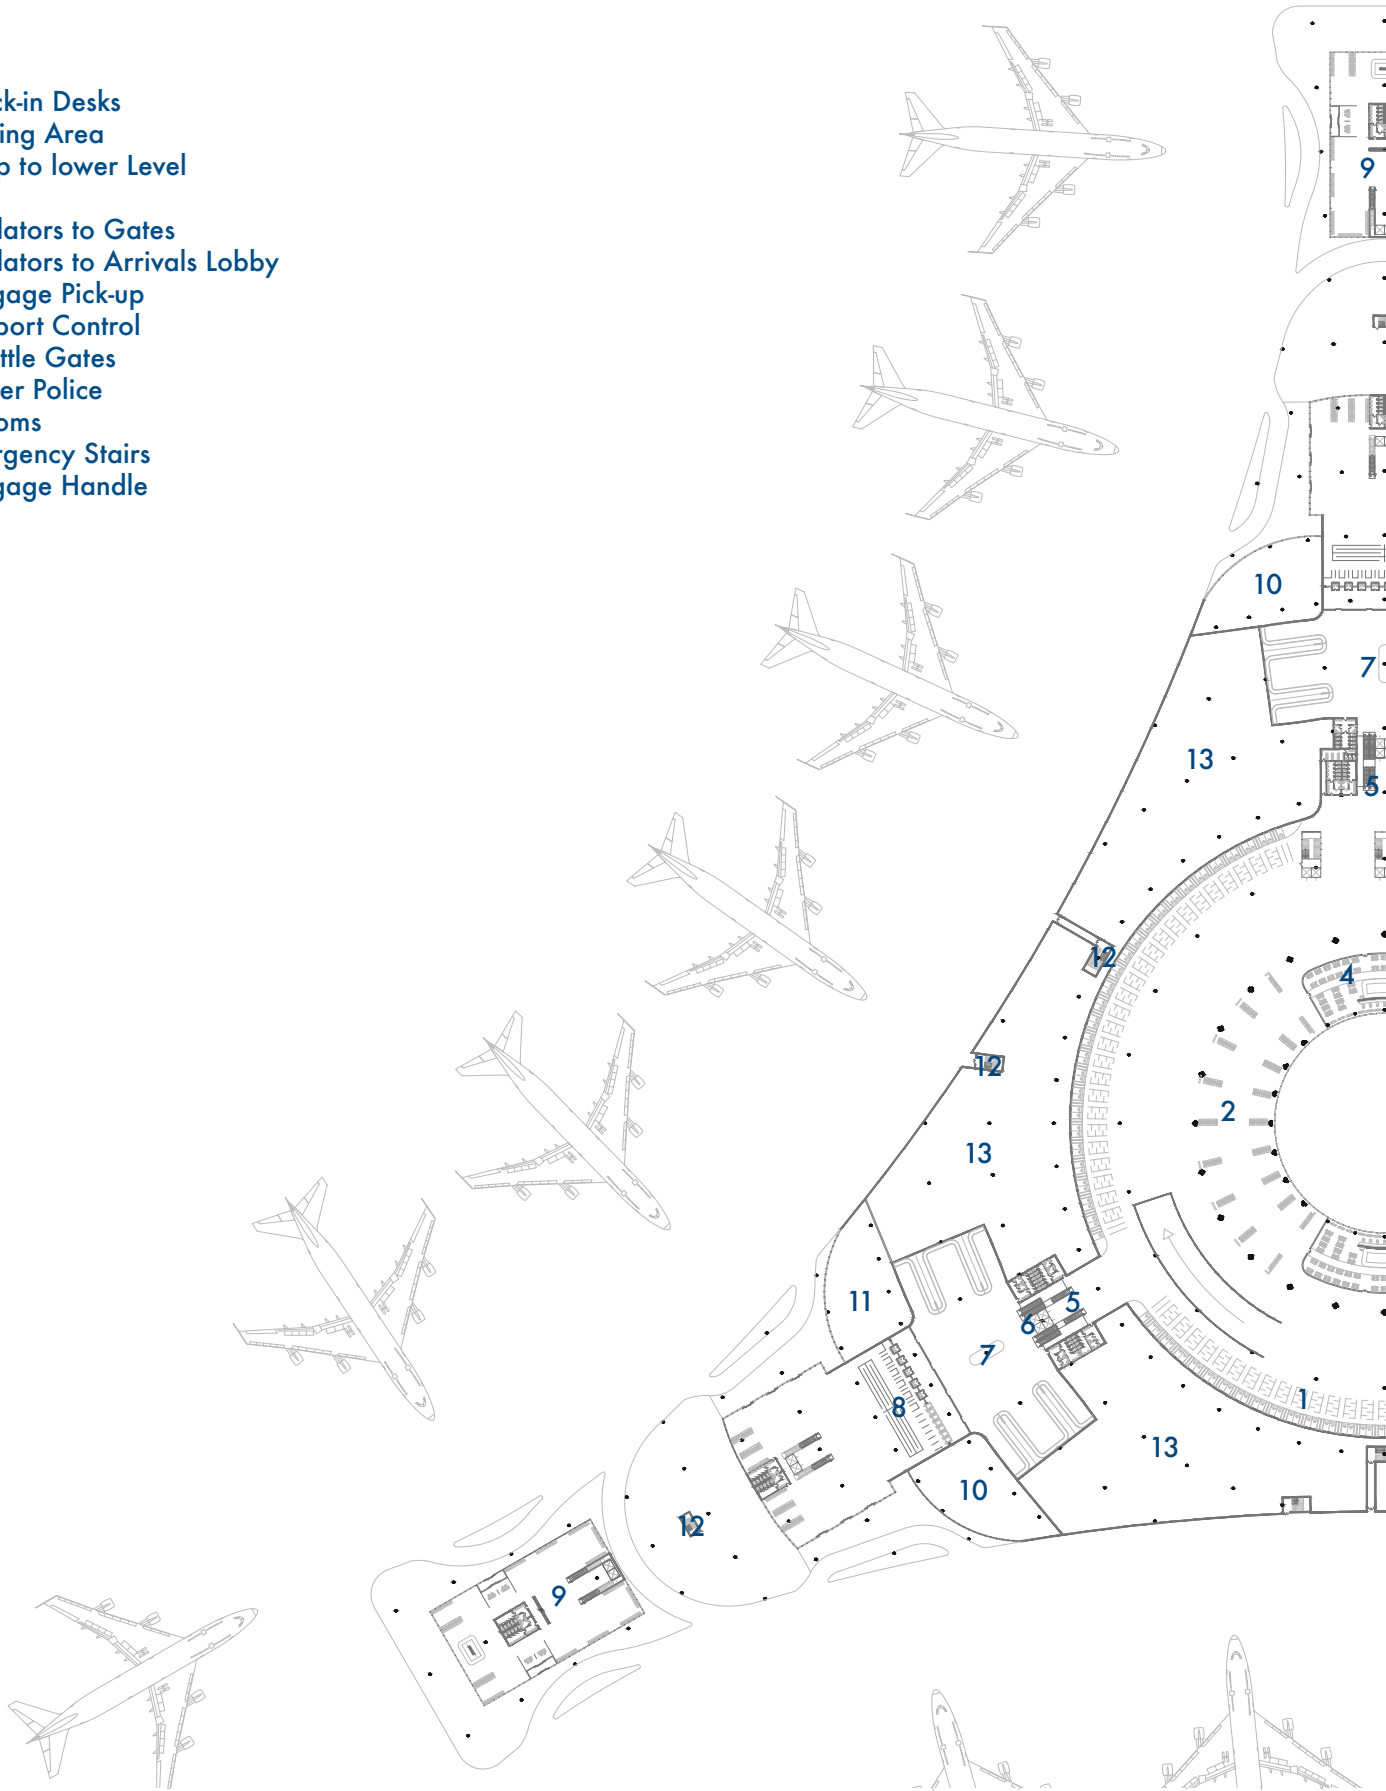 ck-in Desks
ing Area
p to lower Level
lators to Gates
lators to Arrivals Lobby
gage Pick-up
port Control
ttle Gates
er Police
oms
rgency Stairs
gage Handle
9
10
7
13
5
12
4
12
2
13
11
5
6
7
1
8
13
10
12
9